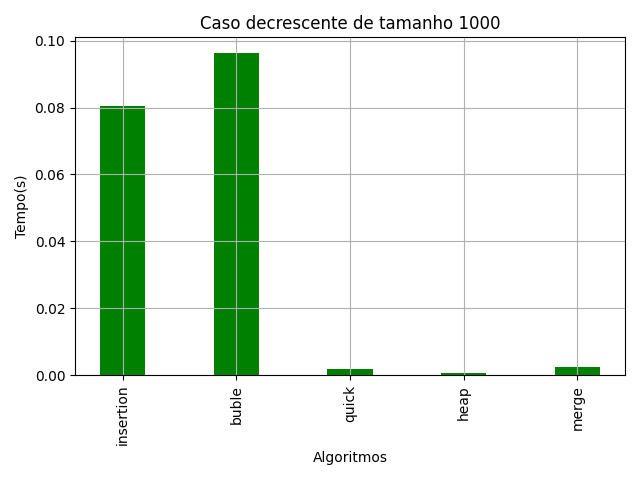 Caso decrescente de tamanho 1000
0.10
0.08
0.06
0.04
0.02
0.00
Tempo(s)
insertion
buble
quick
heap
merge
Algoritmos